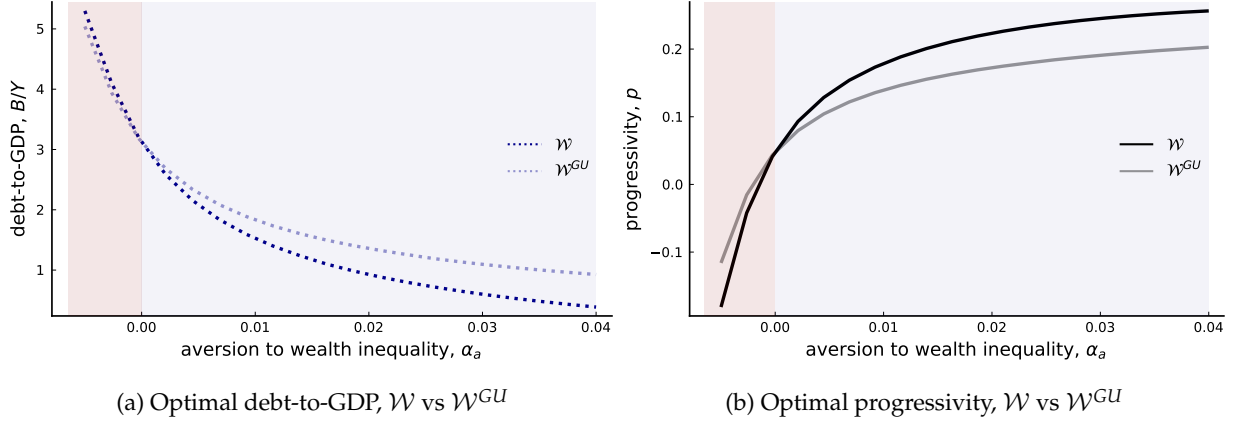 5
4
3
2
1
debt-to-GDP, B/Y
𝒲
𝒲^GU
0.00 0.01 0.02 0.03 0.04
aversion to wealth inequality, α_a
(a) Optimal debt-to-GDP, 𝒲 vs 𝒲^GU
0.2
0.1
0.0
−0.1
progressivity, p
𝒲
𝒲^GU
0.00 0.01 0.02 0.03 0.04
aversion to wealth inequality, α_a
(b) Optimal progressivity, 𝒲 vs 𝒲^GU